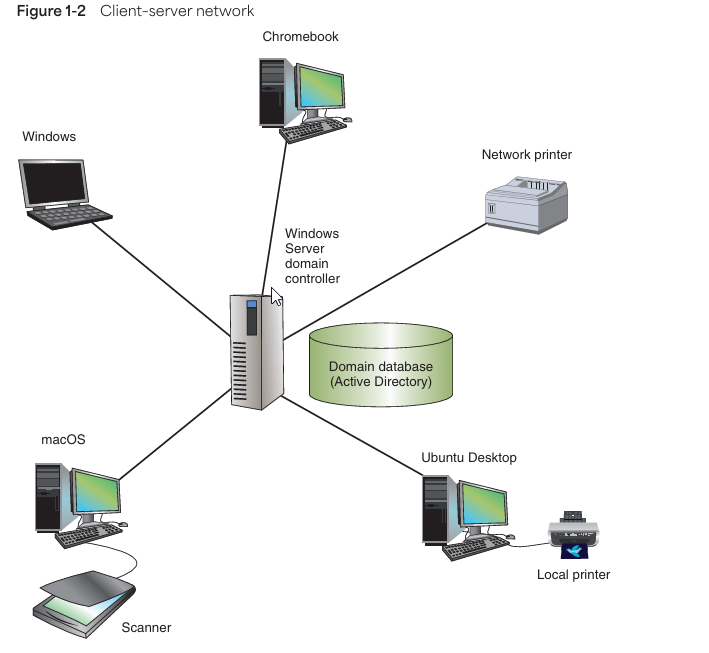 Figure 1-2 Client-server network
Chromebook
Windows
Network printer
Windows
Server
domain
controller
Domain database
(Active Directory)
macOS
Ubuntu Desktop
Local printer
Scanner